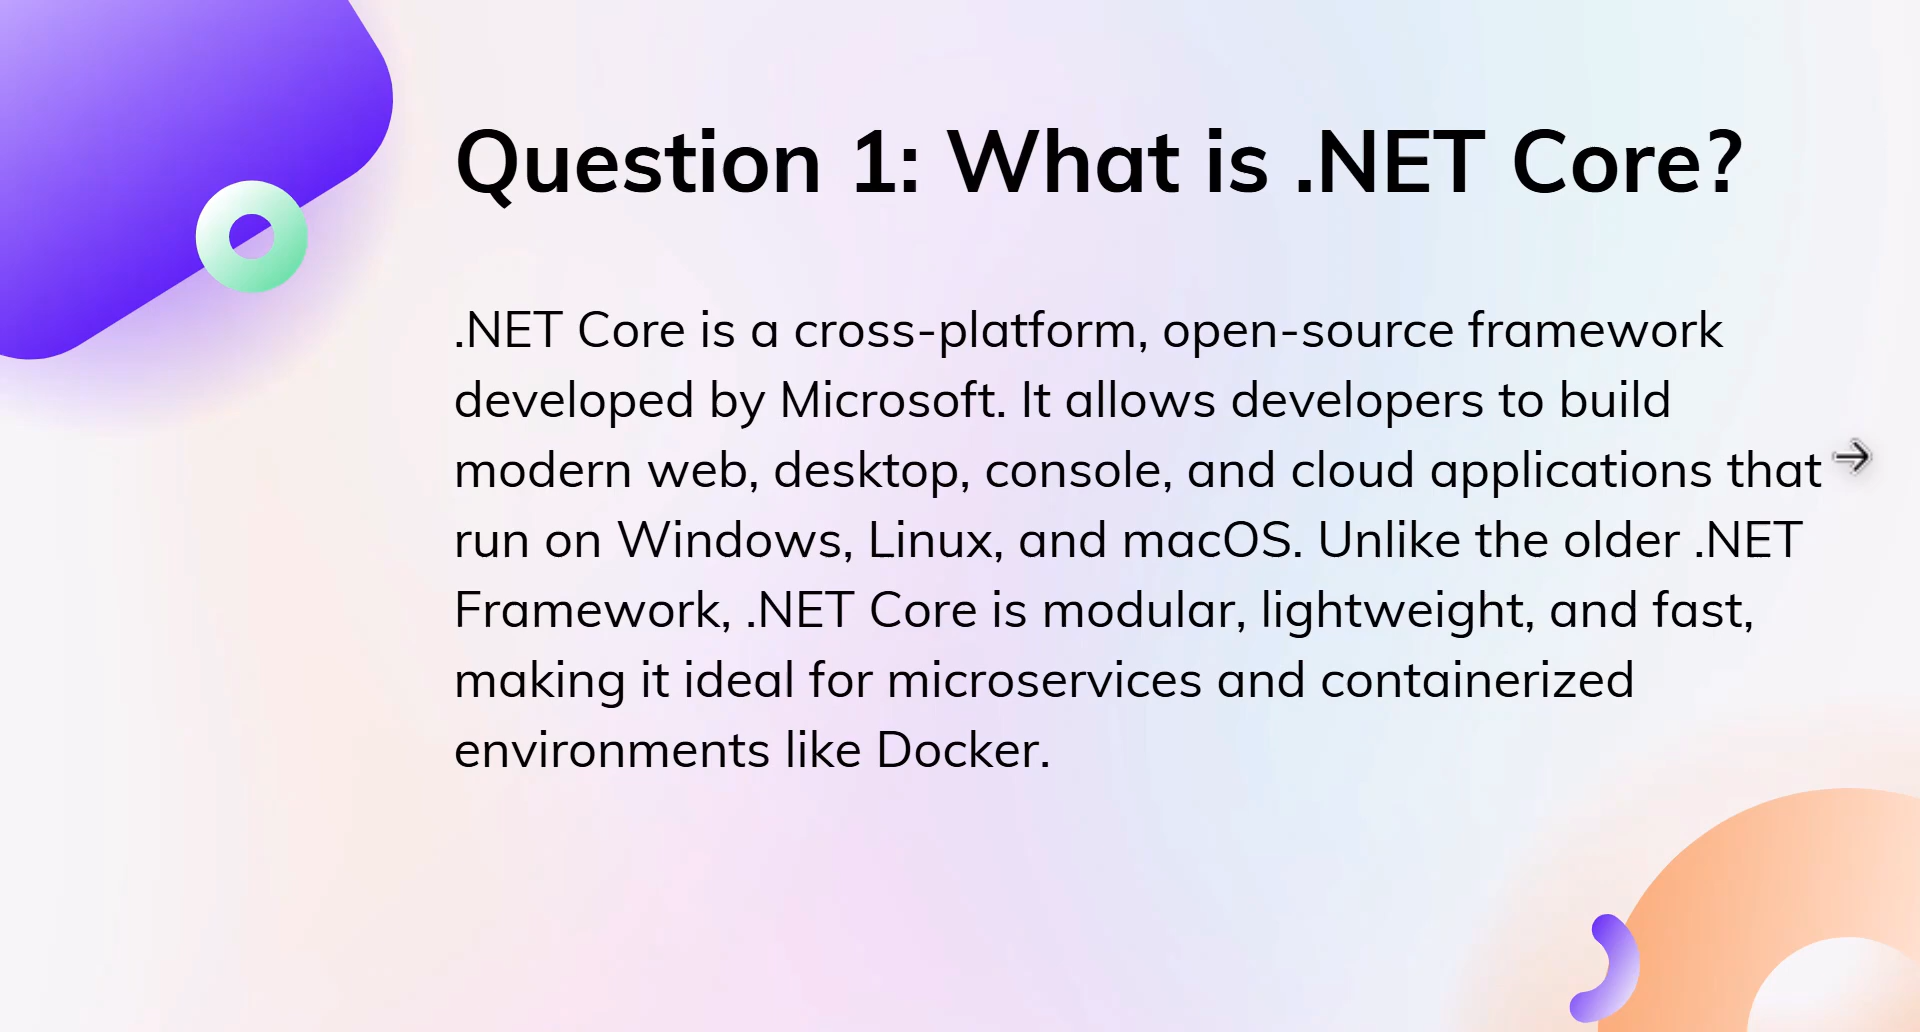 Question 1: What is .NET Core?
.NET Core is a cross-platform, open-source framework
developed by Microsoft. It allows developers to build
modern web, desktop, console, and cloud applications that
run on Windows, Linux, and macOS. Unlike the older .NET
Framework, .NET Core is modular, lightweight, and fast,
making it ideal for microservices and containerized
environments like Docker.